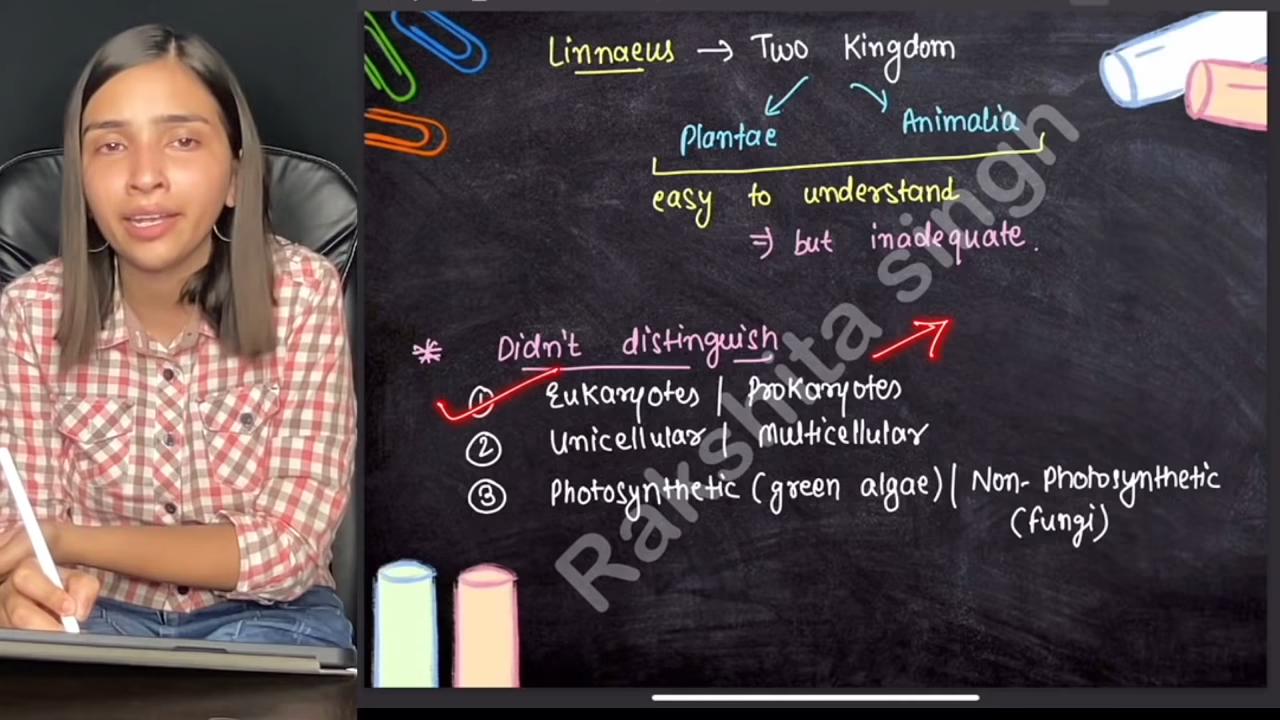 Linnaeus → Two Kingdom
Plantae Animalia
easy to understand
⇒ but inadequate.
* Didn't distinguish
① Eukaryotes | Prokaryotes
② Unicellular | Multicellular
③ Photosynthetic (green algae) | Non-Photosynthetic
(fungi)
Rakshita singh